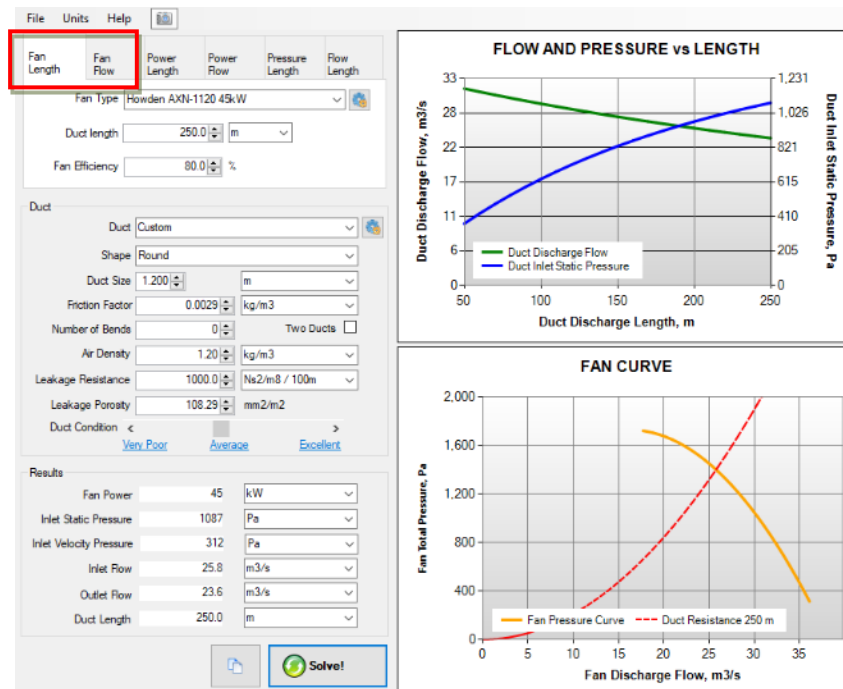 File Units Help
Fan Length
Fan Flow
Power Length
Power Flow
Pressure Length
Flow Length
Fan Type Howden AXN-1120 45kW
Duct length 250.0 m
Fan Efficiency 80.0 %
Duct
Duct Custom
Shape Round
Duct Size 1.200 m
Friction Factor 0.0029 kg/m3
Number of Bends 0 Two Ducts
Air Density 1.20 kg/m3
Leakage Resistance 1000.0 Ns2/m8 / 100m
Leakage Porosity 108.29 mm2/m2
Duct Condition < >
Very Poor Average Excellent
Results
Fan Power 45 kW
Inlet Static Pressure 1087 Pa
Inlet Velocity Pressure 312 Pa
Inlet Flow 25.8 m3/s
Outlet Flow 23.6 m3/s
Duct Length 250.0 m
Solve!
FLOW AND PRESSURE vs LENGTH
Duct Discharge Flow, m3/s
33
28
22
17
11
6
0
1,231
1,026
821
615
410
205
0
Duct Inlet Static Pressure, Pa
Duct Discharge Flow
Duct Inlet Static Pressure
50 100 150 200 250
Duct Discharge Length, m
FAN CURVE
Fan Total Pressure, Pa
2,000
1,600
1,200
800
400
0
Fan Pressure Curve Duct Resistance 250 m
0 5 10 15 20 25 30 35
Fan Discharge Flow, m3/s